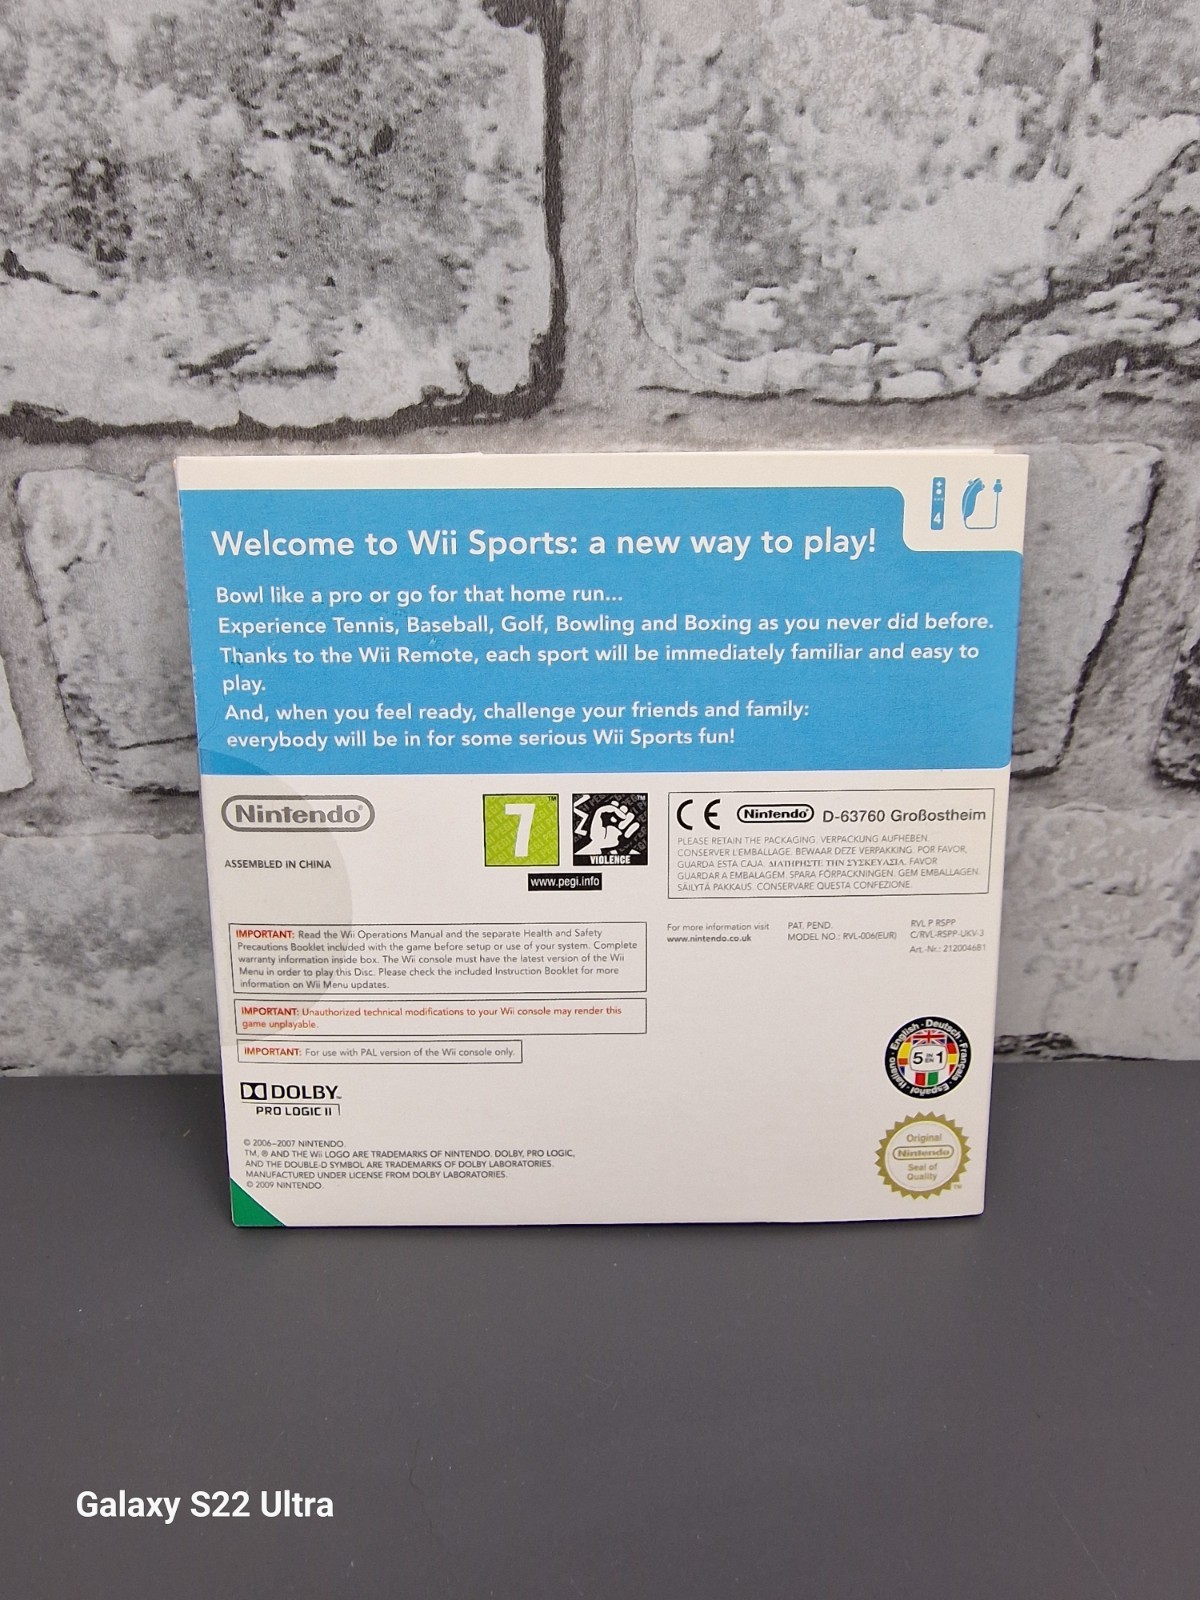 4
Welcome to Wii Sports: a new way to play!
Bowl like a pro or go for that home run...
Experience Tennis, Baseball, Golf, Bowling and Boxing as you never did before.
Thanks to the Wii Remote, each sport will be immediately familiar and easy to
play.
And, when you feel ready, challenge your friends and family:
everybody will be in for some serious Wii Sports fun!
Nintendo®
ASSEMBLED IN CHINA
7™
™
VIOLENCE
www.pegi.info
CE Nintendo® D-63760 Großostheim
PLEASE RETAIN THE PACKAGING. VERPACKUNG AUFHEBEN.
CONSERVER L'EMBALLAGE. BEWAAR DEZE VERPAKKING. POR FAVOR,
GUARDA ESTA CAJA. ΔΙΑΤΗΡΗΣΤΕ ΤΗΝ ΣΥΣΚΕΥΑΣΙΑ. FAVOR
GUARDAR A EMBALAGEM. SPARA FÖRPACKNINGEN. GEM EMBALLAGEN.
SÄILYTÄ PAKKAUS. CONSERVARE QUESTA CONFEZIONE.
IMPORTANT: Read the Wii Operations Manual and the separate Health and Safety
Precautions Booklet included with the game before setup or use of your system. Complete
warranty information inside box. The Wii console must have the latest version of the Wii
Menu in order to play this Disc. Please check the included Instruction Booklet for more
information on Wii Menu updates.
IMPORTANT: Unauthorized technical modifications to your Wii console may render this
game unplayable.
IMPORTANT: For use with PAL version of the Wii console only.
For more information visit
www.nintendo.co.uk
PAT. PEND.
MODEL NO.: RVL-006(EUR)
RVL P RSPP
C/RVL-RSPP-UKV-3
Art.-Nr.: 2120046B1
English · Deutsch · Français · Español · Italiano
5 IN EN 1
DOLBY™
PRO LOGIC II
Original
Nintendo®
Seal of
Quality
™
© 2006–2007 NINTENDO.
TM, ® AND THE Wii LOGO ARE TRADEMARKS OF NINTENDO. DOLBY, PRO LOGIC,
AND THE DOUBLE-D SYMBOL ARE TRADEMARKS OF DOLBY LABORATORIES.
MANUFACTURED UNDER LICENSE FROM DOLBY LABORATORIES.
© 2009 NINTENDO.
Galaxy S22 Ultra